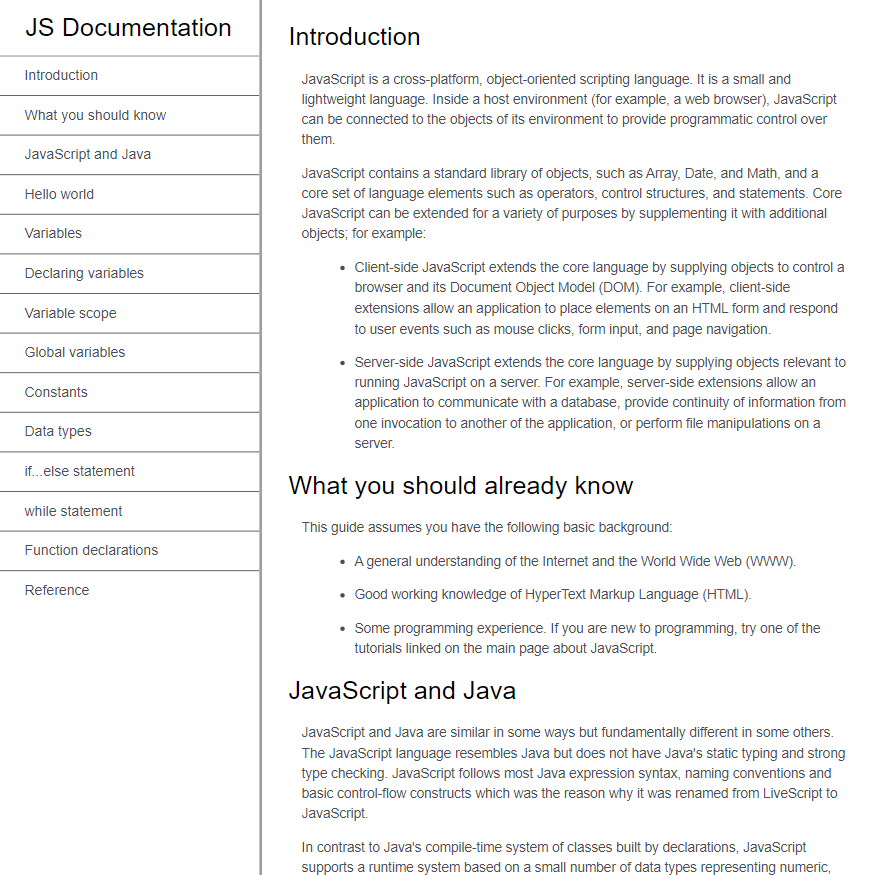 JS Documentation
Introduction
What you should know
JavaScript and Java
Hello world
Variables
Declaring variables
Variable scope
Global variables
Constants
Data types
if...else statement
while statement
Function declarations
Reference
Introduction
JavaScript is a cross-platform, object-oriented scripting language. It is a small and
lightweight language. Inside a host environment (for example, a web browser), JavaScript
can be connected to the objects of its environment to provide programmatic control over
them.
JavaScript contains a standard library of objects, such as Array, Date, and Math, and a
core set of language elements such as operators, control structures, and statements. Core
JavaScript can be extended for a variety of purposes by supplementing it with additional
objects; for example:
• Client-side JavaScript extends the core language by supplying objects to control a
browser and its Document Object Model (DOM). For example, client-side
extensions allow an application to place elements on an HTML form and respond
to user events such as mouse clicks, form input, and page navigation.
• Server-side JavaScript extends the core language by supplying objects relevant to
running JavaScript on a server. For example, server-side extensions allow an
application to communicate with a database, provide continuity of information from
one invocation to another of the application, or perform file manipulations on a
server.
What you should already know
This guide assumes you have the following basic background:
• A general understanding of the Internet and the World Wide Web (WWW).
• Good working knowledge of HyperText Markup Language (HTML).
• Some programming experience. If you are new to programming, try one of the
tutorials linked on the main page about JavaScript.
JavaScript and Java
JavaScript and Java are similar in some ways but fundamentally different in some others.
The JavaScript language resembles Java but does not have Java's static typing and strong
type checking. JavaScript follows most Java expression syntax, naming conventions and
basic control-flow constructs which was the reason why it was renamed from LiveScript to
JavaScript.
In contrast to Java's compile-time system of classes built by declarations, JavaScript
supports a runtime system based on a small number of data types representing numeric,